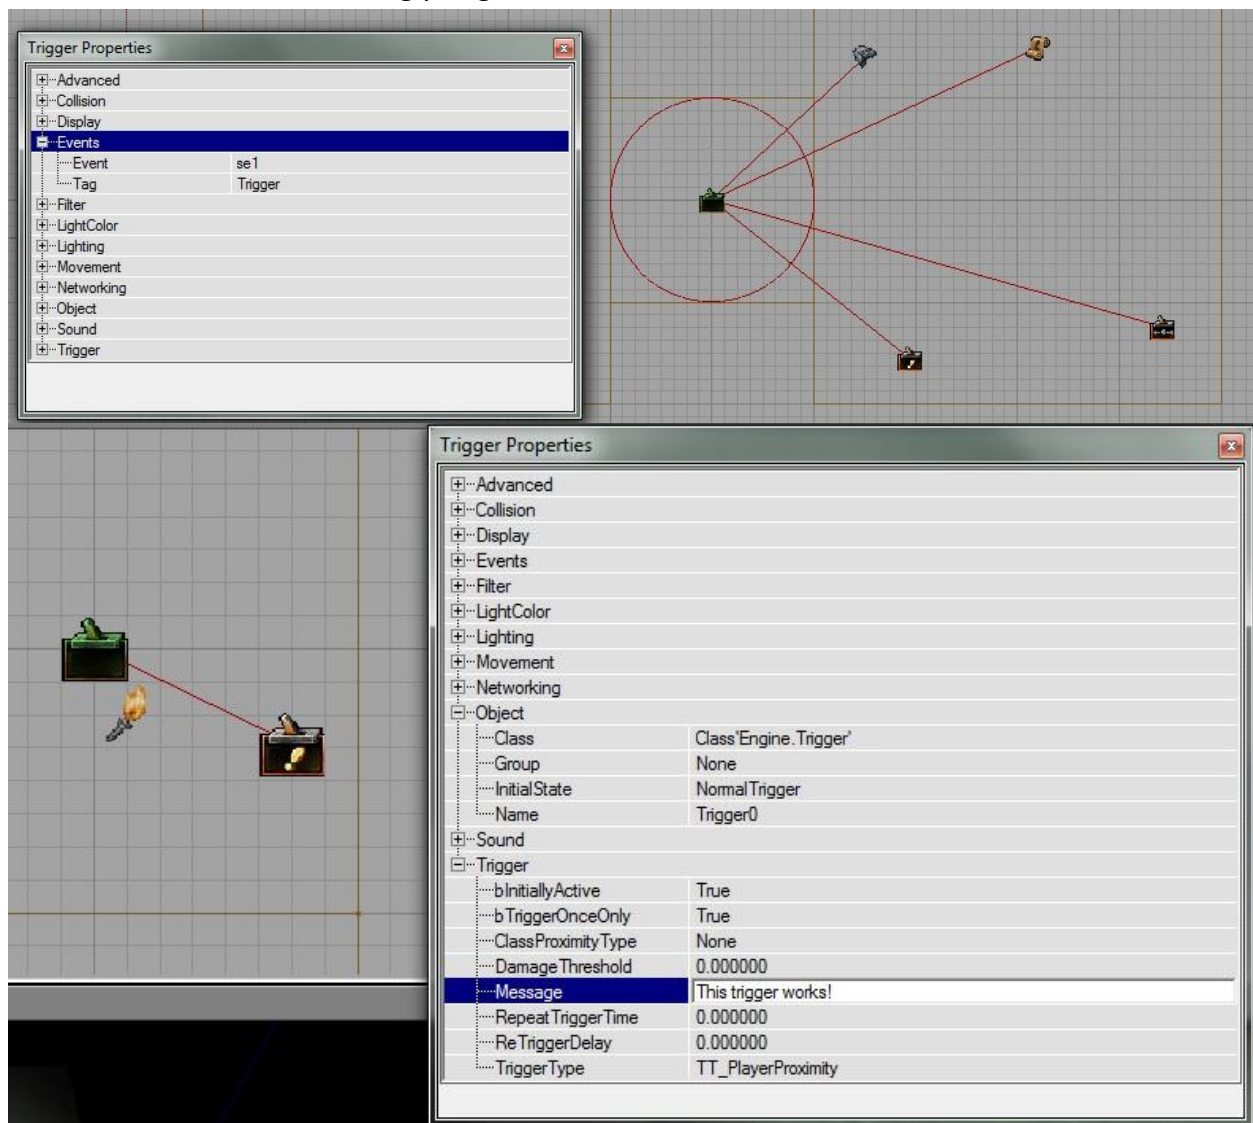 Trigger Properties
Advanced
Collision
Display
Events
Event se1
Tag Trigger
Filter
LightColor
Lighting
Movement
Networking
Object
Sound
Trigger
Trigger Properties
Advanced
Collision
Display
Events
Filter
LightColor
Lighting
Movement
Networking
Object
Class Class'Engine.Trigger'
Group None
InitialState NormalTrigger
Name Trigger0
Sound
Trigger
bInitiallyActive True
bTriggerOnceOnly True
ClassProximityType None
DamageThreshold 0.000000
Message This trigger works!
RepeatTriggerTime 0.000000
ReTriggerDelay 0.000000
TriggerType TT_PlayerProximity